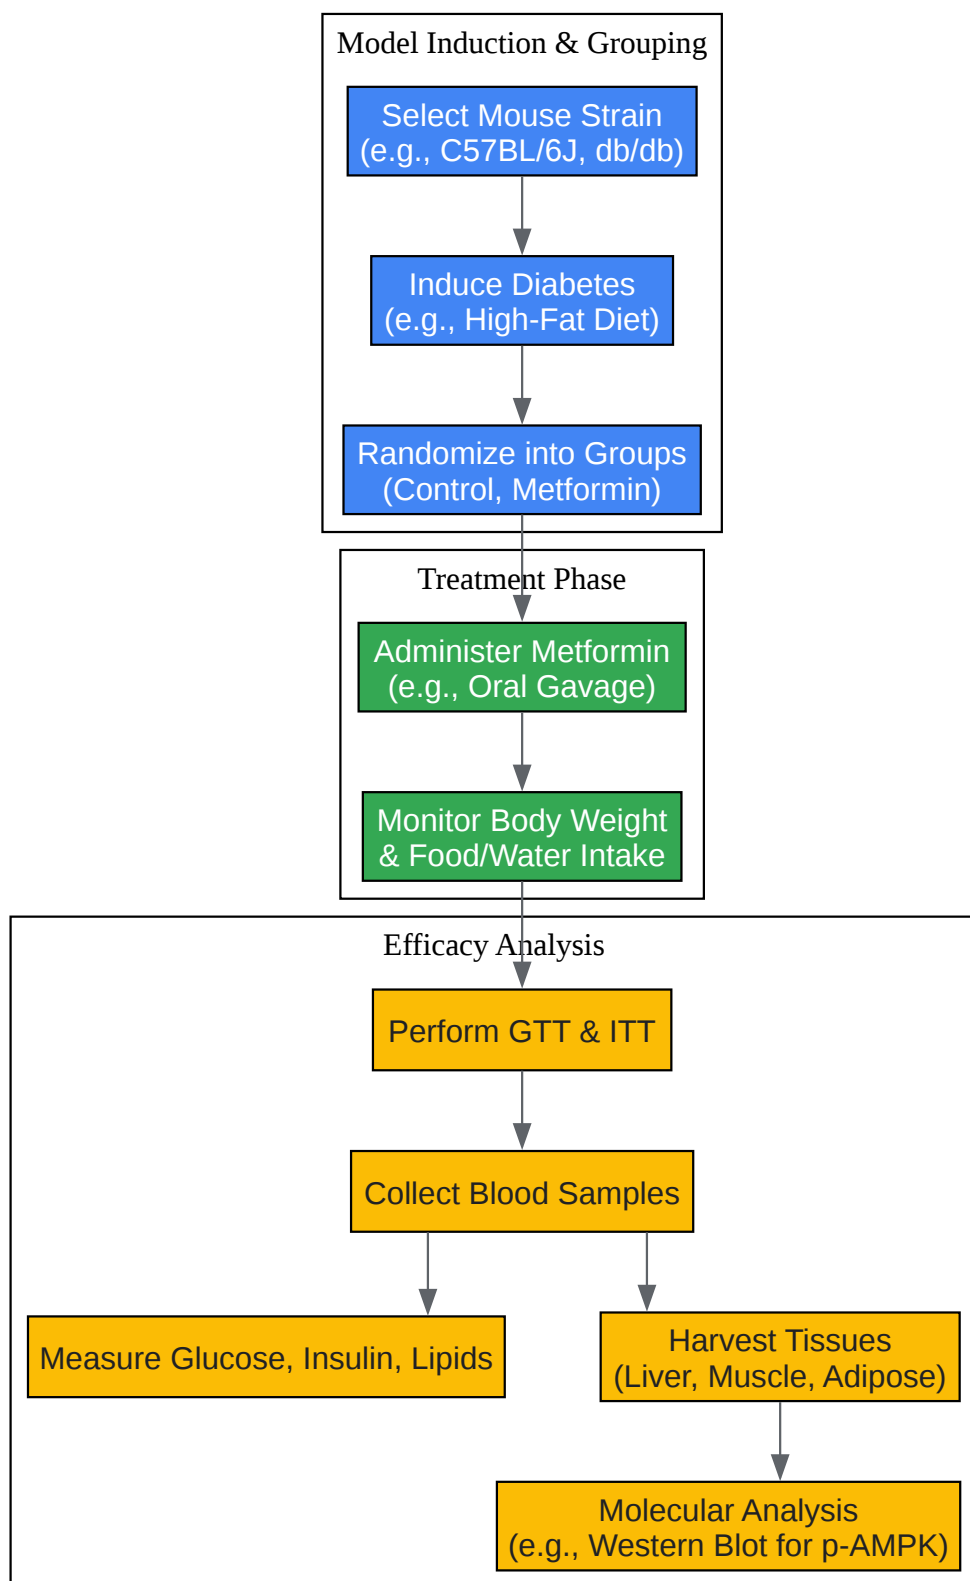 Model Induction & Grouping
Select Mouse Strain
(e.g., C57BL/6J, db/db)
Induce Diabetes
(e.g., High-Fat Diet)
Randomize into Groups
(Control, Metformin)
Treatment Phase
Administer Metformin
(e.g., Oral Gavage)
Monitor Body Weight
& Food/Water Intake
Efficacy Analysis
Perform GTT & ITT
Collect Blood Samples
Measure Glucose, Insulin, Lipids
Harvest Tissues
(Liver, Muscle, Adipose)
Molecular Analysis
(e.g., Western Blot for p-AMPK)